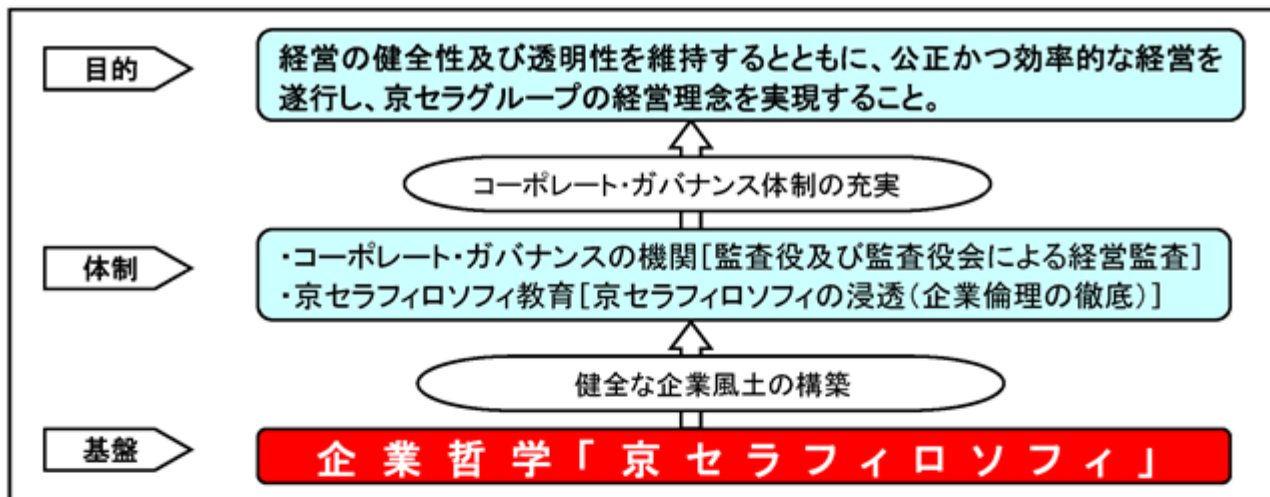 目的
経営の健全性及び透明性を維持するとともに、公正かつ効率的な経営を
遂行し、京セラグループの経営理念を実現すること。
コーポレート・ガバナンス体制の充実
体制
・コーポレート・ガバナンスの機関[監査役及び監査役会による経営監査]
・京セラフィロソフィ教育[京セラフィロソフィの浸透(企業倫理の徹底)]
健全な企業風土の構築
基盤
企業哲学「京セラフィロソフィ」